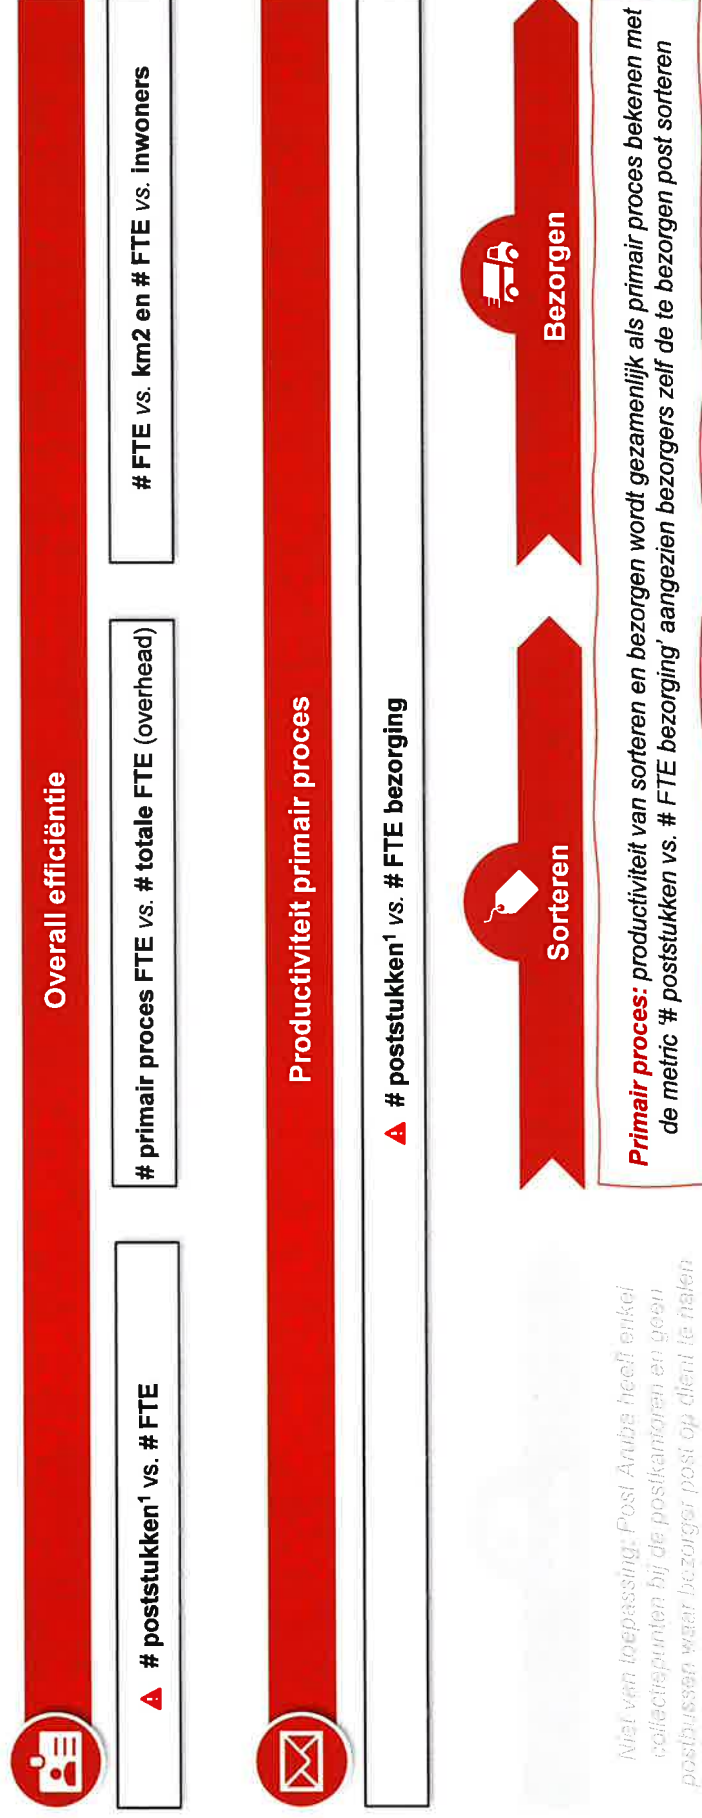 Overall efficiëntie
# poststukken¹ vs. # FTE
# primair proces FTE vs. # totale FTE (overhead)
# FTE vs. km2 en # FTE vs. inwoners
Productiviteit primair proces
# poststukken¹ vs. # FTE bezorging
Sorteren
Bezorgen
Niet van toepassing: Post Aruba heeft enkel
collectiepunten bij de postkantoren en geen
postbussen waar bezorger post op dient te halen
Primair proces: productiviteit van sorteren en bezorgen wordt gezamenlijk als primair proces bekenen met
de metric '# poststukken vs. # FTE bezorging' aangezien bezorgers zelf de te bezorgen post sorteren